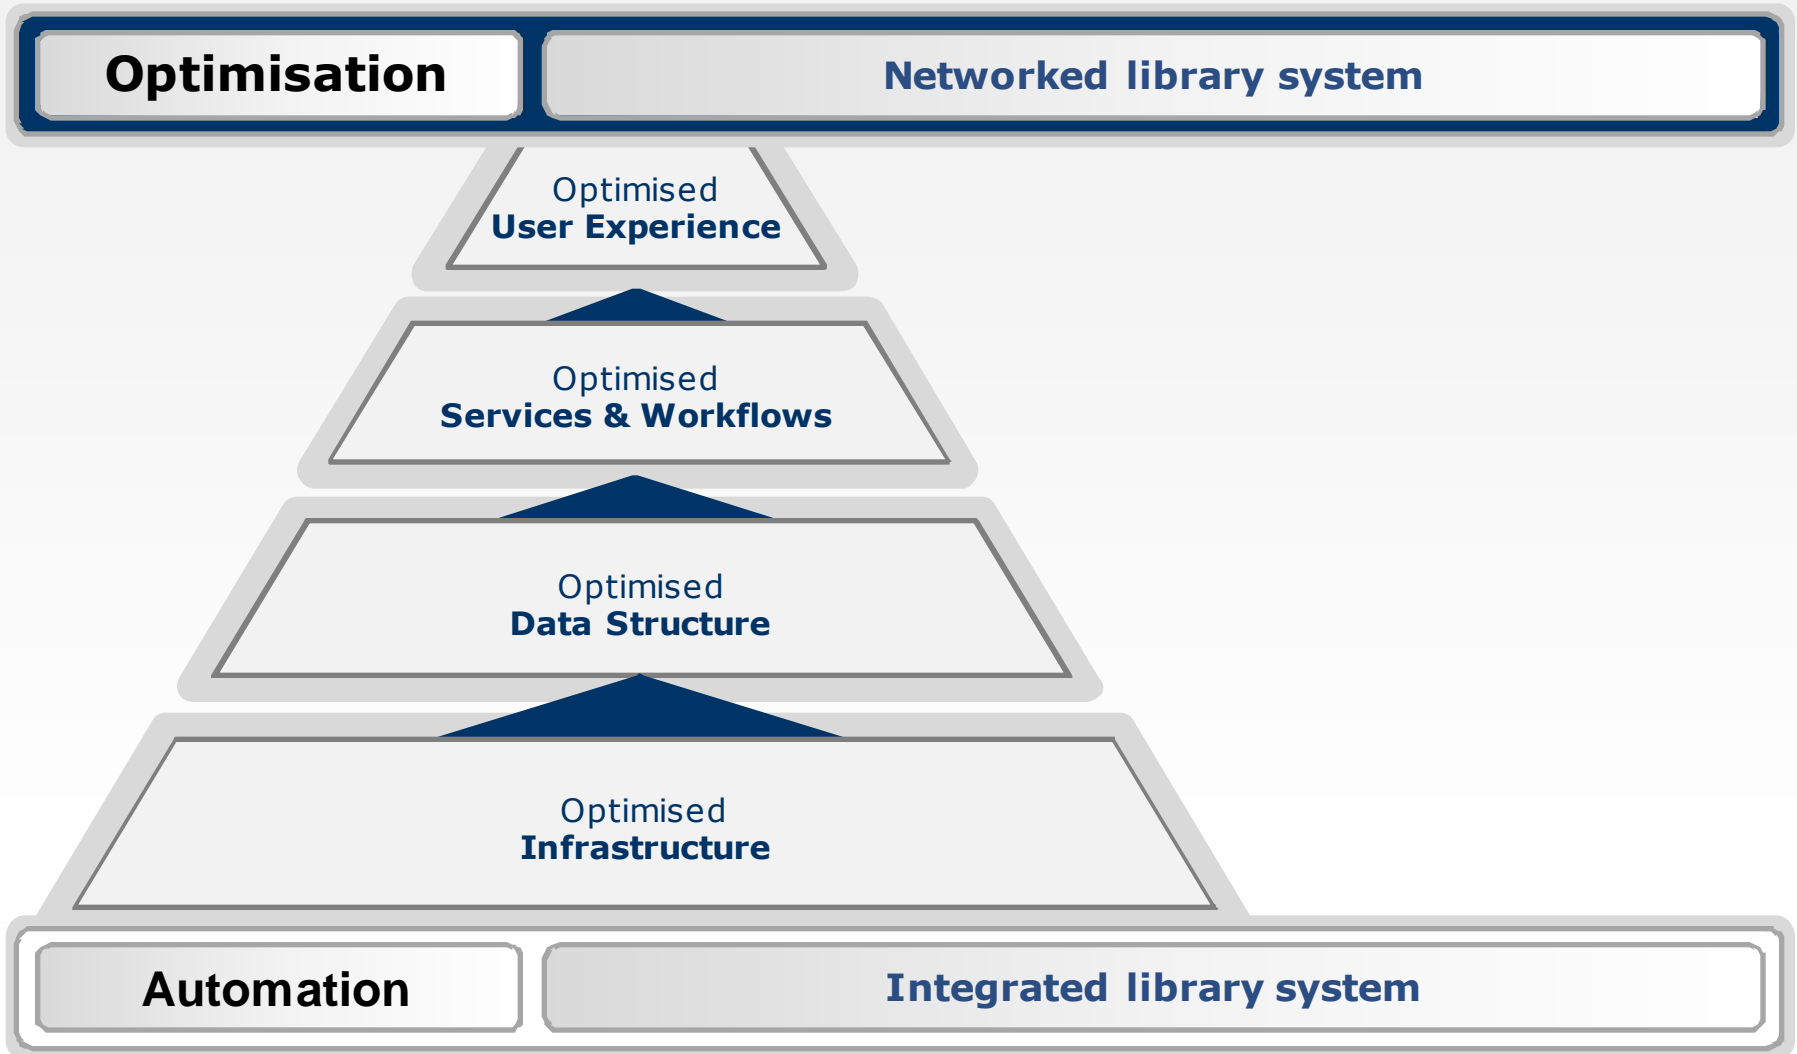 Optimisation
Networked library system
Optimised
User Experience
Optimised
Services & Workflows
Optimised
Data Structure
Optimised
Infrastructure
Automation
Integrated library system